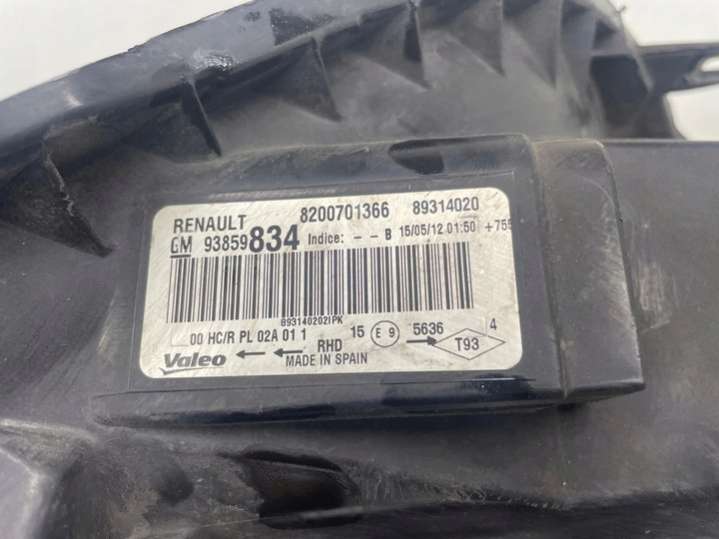 RENAULT 8200701366 89314020
GM 93859834 Indice: - - B 15/05/12 01:50 +755
893140202IPK
00 HC/R PL 02A 01 1 15 E 9 5636 4
Valeo RHD T93
MADE IN SPAIN